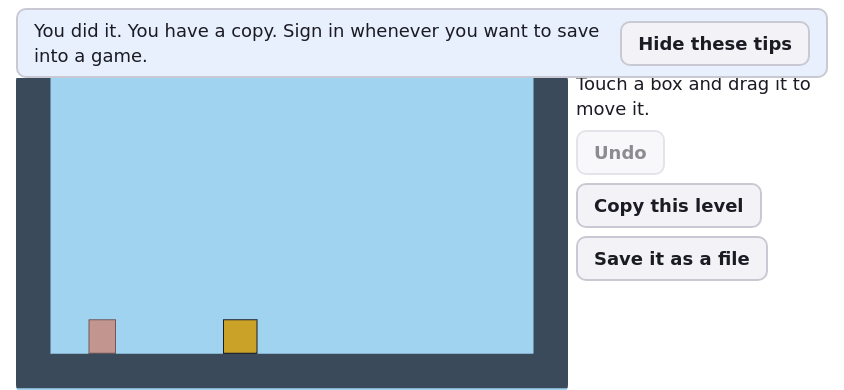 You did it. You have a copy. Sign in whenever you want to save
into a game.
Hide these tips
Touch a box and drag it to
move it.
Undo
Copy this level
Save it as a file